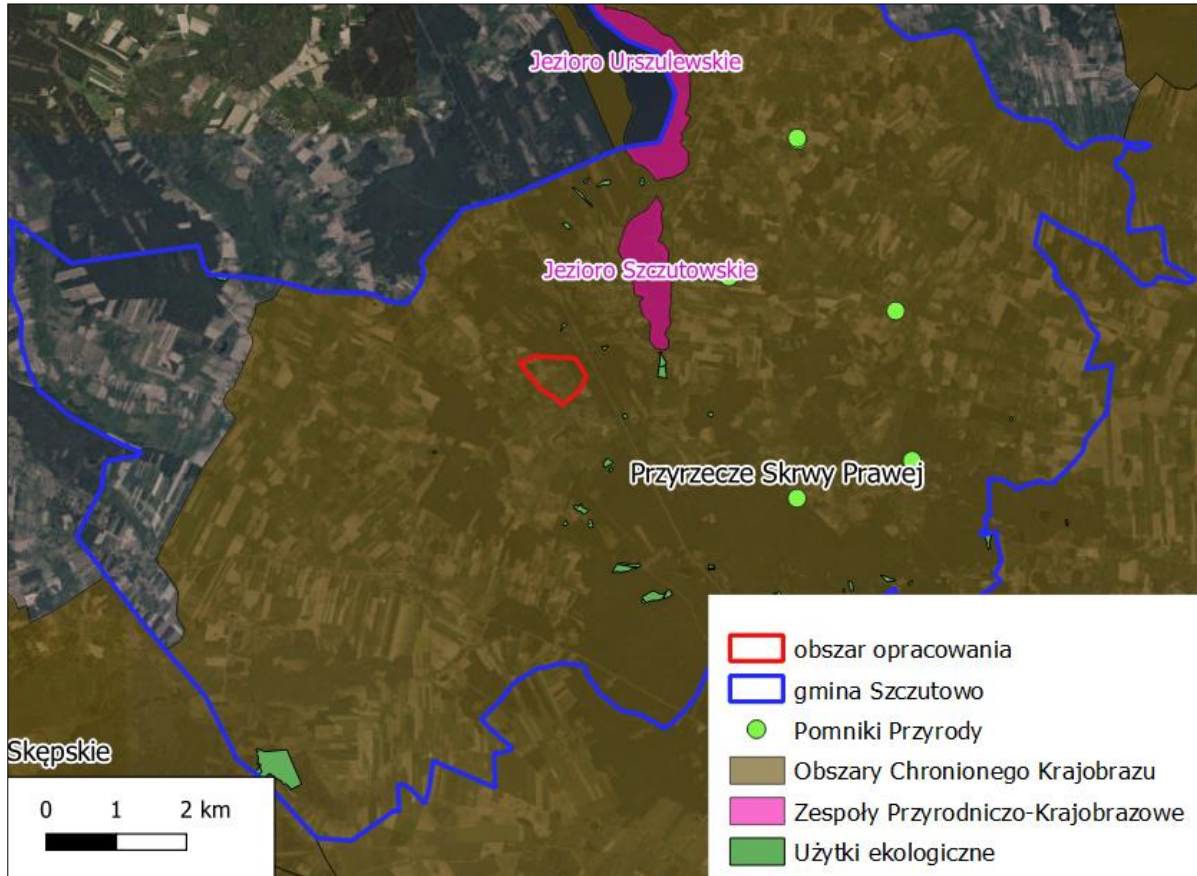 Jezioro Urszulewskie
Jezioro Szczutowskie
Przyrzecze Skrwy Prawej
Skępskie
0 1 2 km
obszar opracowania
gmina Szczutowo
Pomniki Przyrody
Obszary Chronionego Krajobrazu
Zespoły Przyrodniczo-Krajobrazowe
Użytki ekologiczne